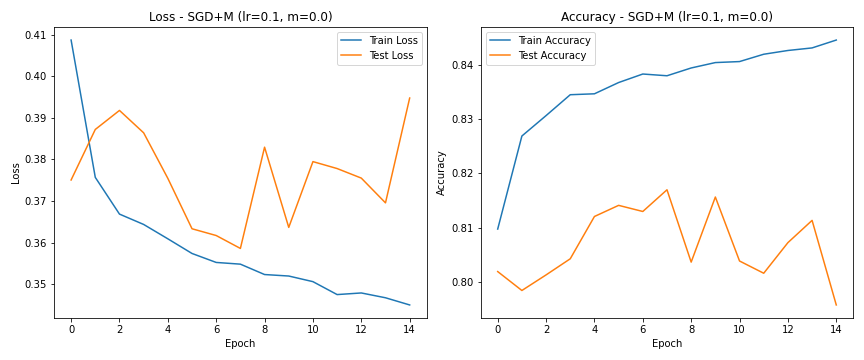 Loss - SGD+M (lr=0.1, m=0.0)
Train Loss
Test Loss
0.41
0.40
0.39
0.38
0.37
0.36
0.35
Loss
0 2 4 6 8 10 12 14
Epoch
Accuracy - SGD+M (lr=0.1, m=0.0)
Train Accuracy
Test Accuracy
0.84
0.83
0.82
0.81
0.80
Accuracy
0 2 4 6 8 10 12 14
Epoch